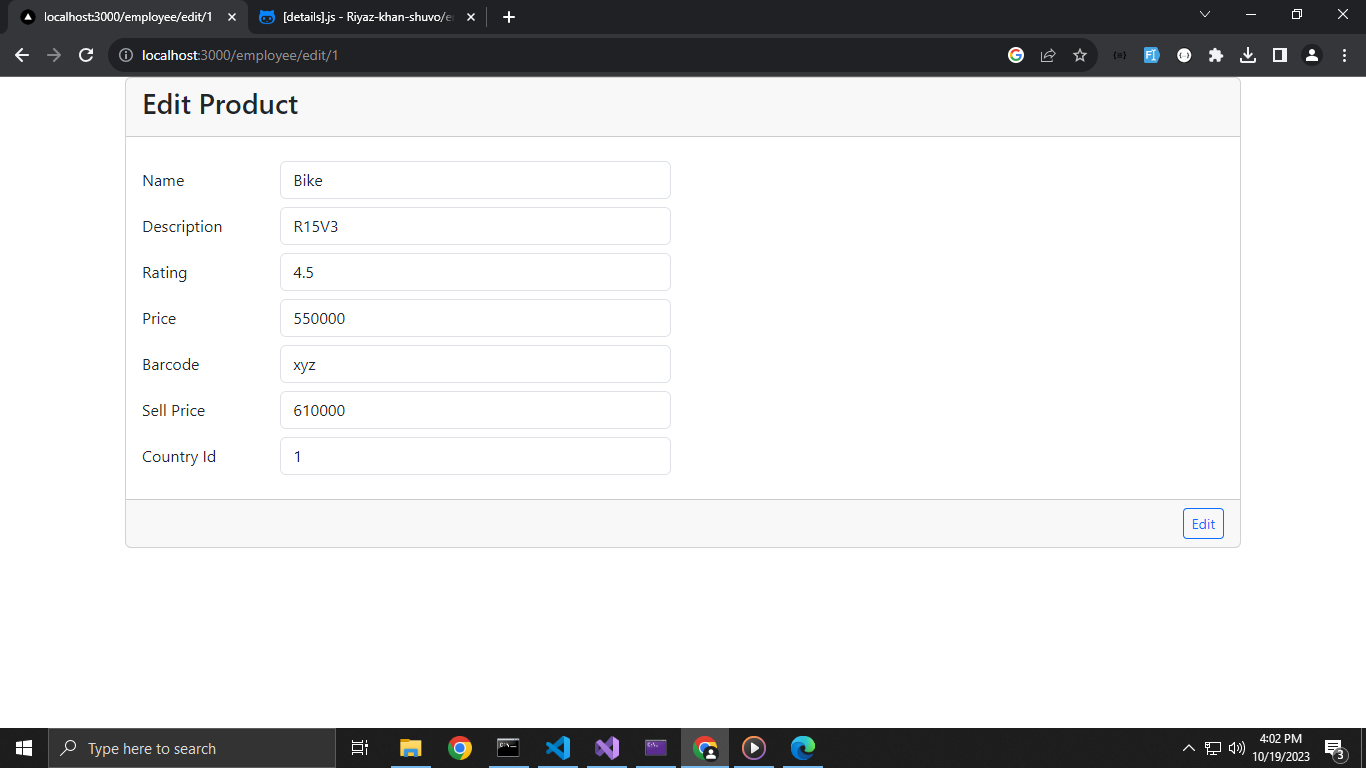 localhost:3000/employee/edit/1
[details].js - Riyaz-khan-shuvo/e
localhost:3000/employee/edit/1
Edit Product
Name Bike
Description R15V3
Rating 4.5
Price 550000
Barcode xyz
Sell Price 610000
Country Id 1
Edit
Type here to search
4:02 PM
10/19/2023
3